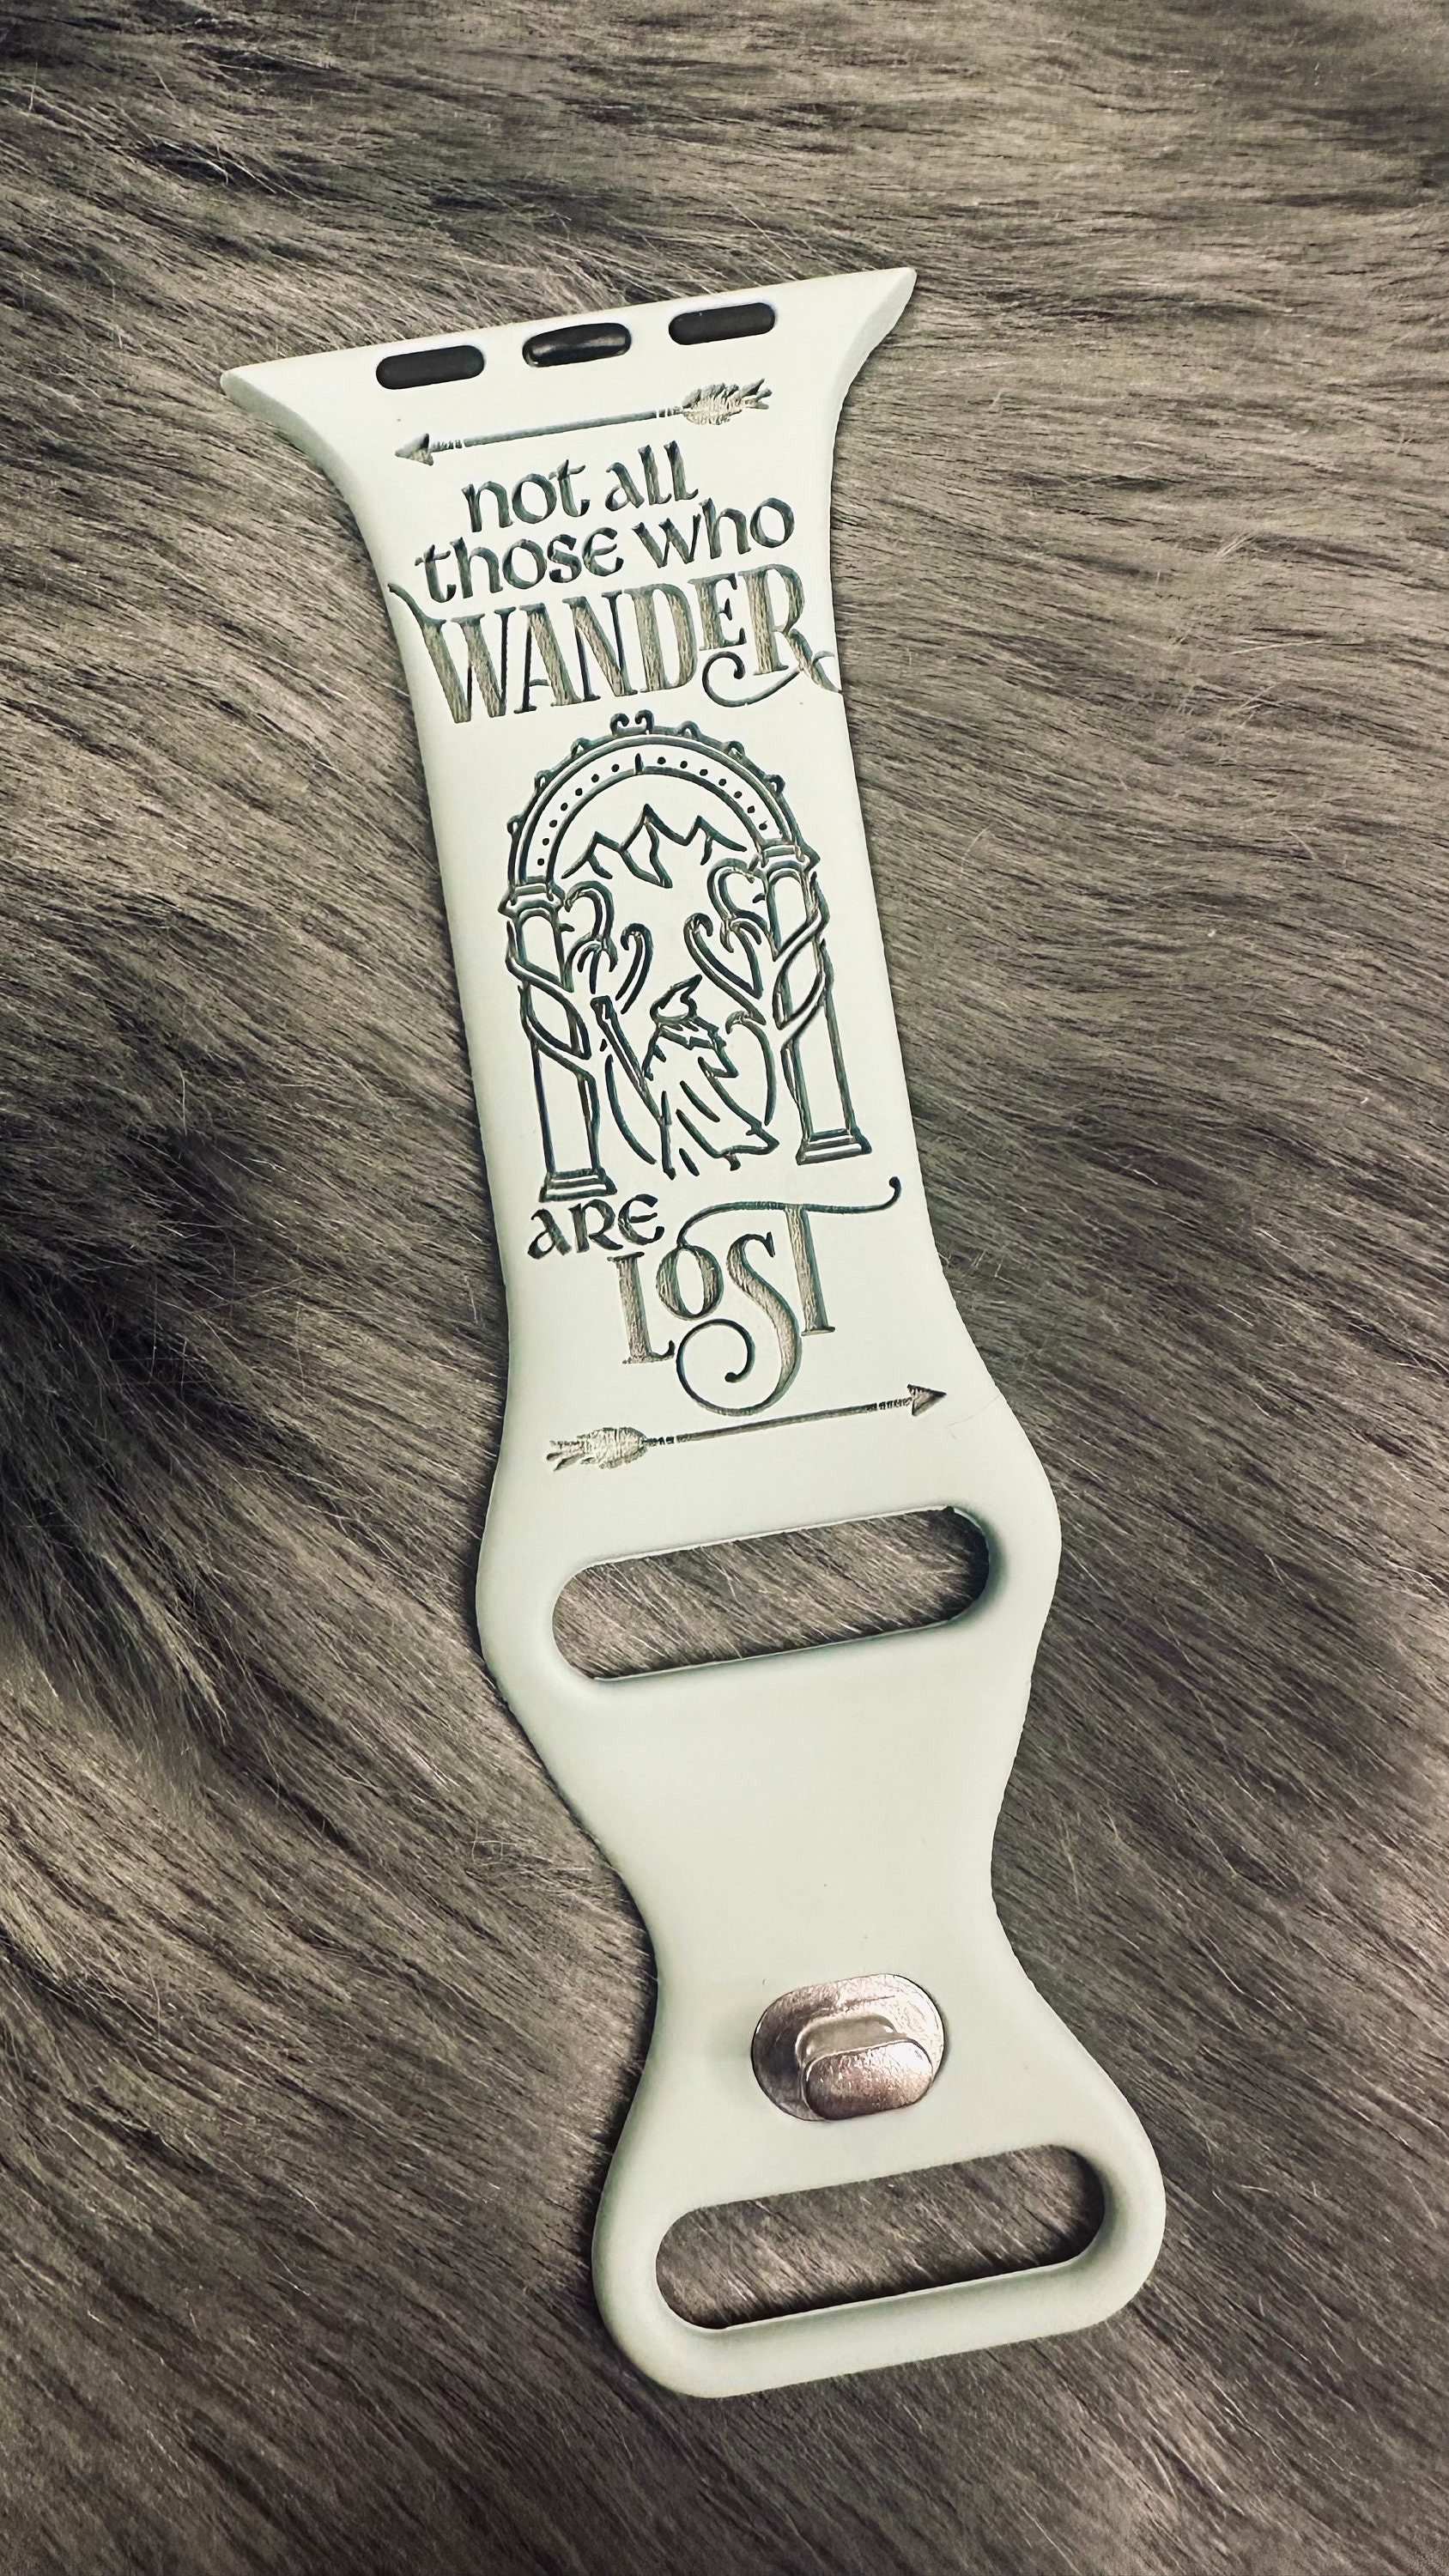 not all
those who
WANDER
ARE
LOST